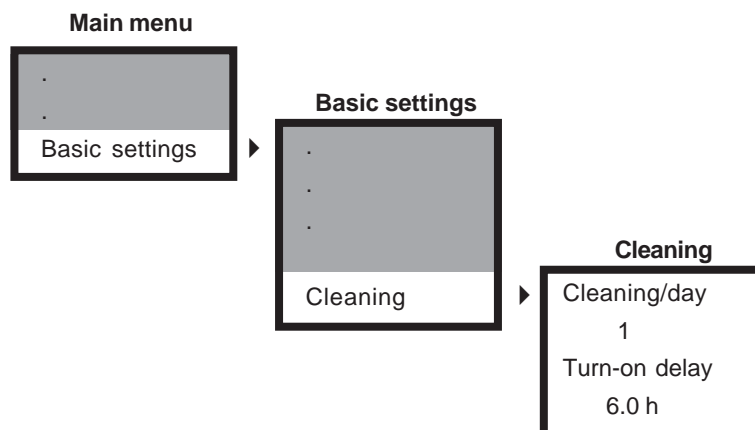 Main menu
.
.
Basic settings
Basic settings
.
.
.
Cleaning
Cleaning
Cleaning/day
1
Turn-on delay
6.0 h